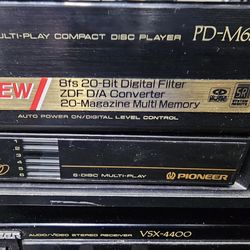 MULTI-PLAY COMPACT DISC PLAYER PD-M6
NEW
8fs 20-Bit Digital Filter
ZDF D/A Converter
20-Magazine Multi Memory
AUTO POWER ON/DIGITAL LEVEL CONTROL
6-DISC MULTI-PLAY PIONEER
AUDIO/VIDEO STEREO RECEIVER VSX-4400